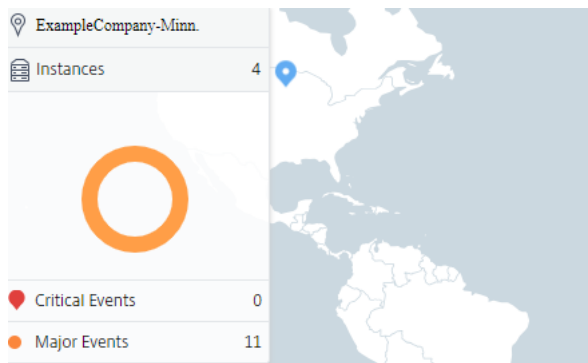 ExampleCompany-Minn.
Instances 4
Critical Events 0
Major Events 11